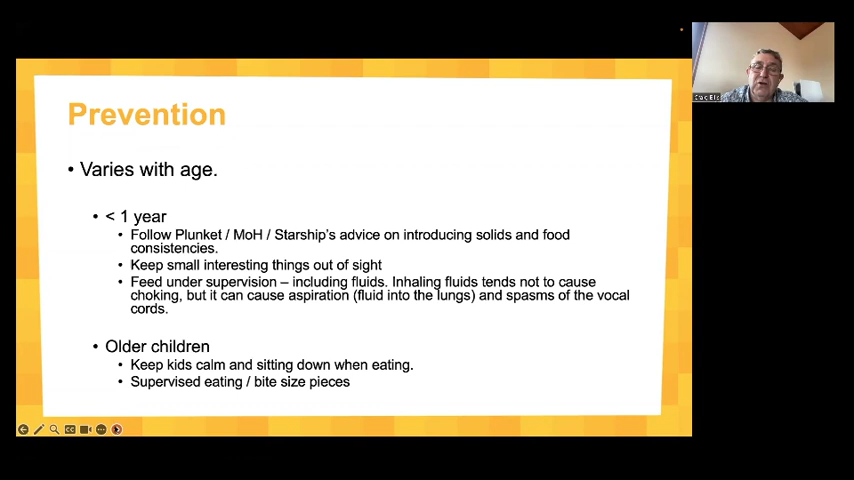 Prevention
• Varies with age.
• < 1 year
• Follow Plunket / MoH / Starship's advice on introducing solids and food
consistencies.
• Keep small interesting things out of sight
• Feed under supervision – including fluids. Inhaling fluids tends not to cause
choking, but it can cause aspiration (fluid into the lungs) and spasms of the vocal
cords.
• Older children
• Keep kids calm and sitting down when eating.
• Supervised eating / bite size pieces
CC